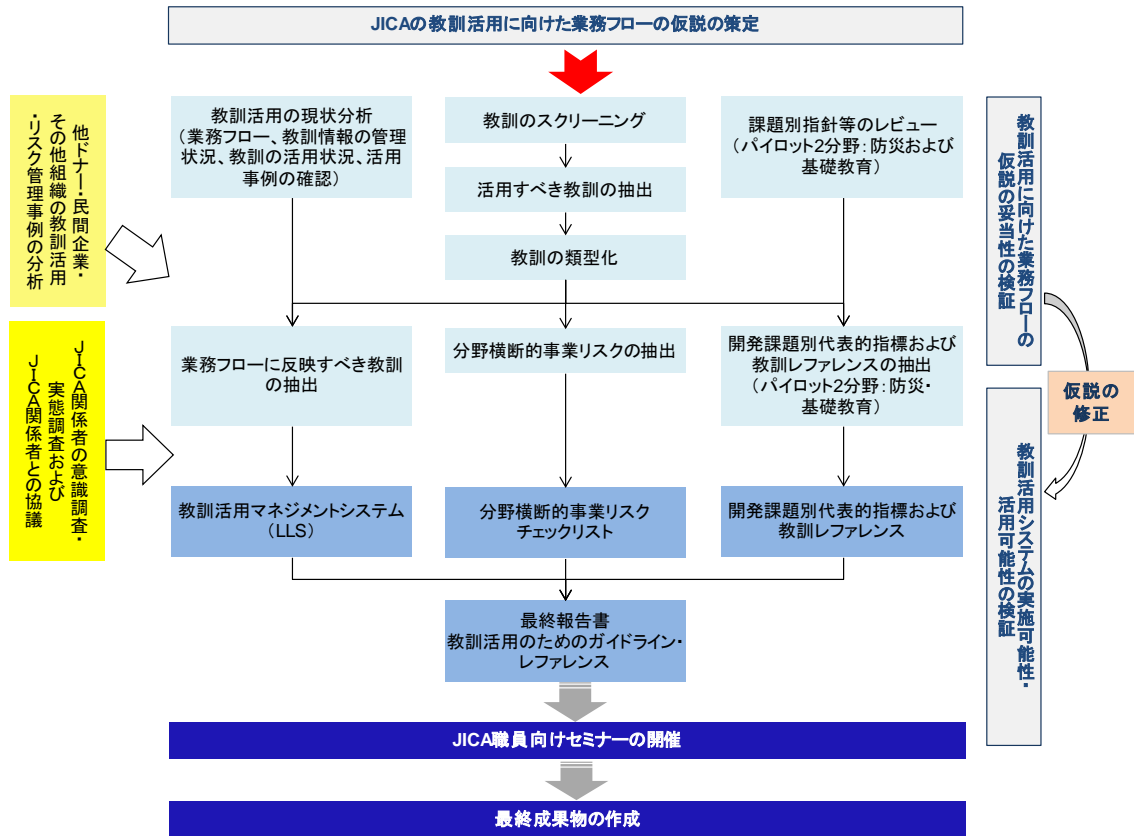 JICAの教訓活用に向けた業務フローの仮説の策定
他ドナー・民間企業・
その他組織の教訓活用
・リスク管理事例の分析
教訓活用の現状分析
(業務フロー、教訓情報の管理
状況、教訓の活用状況、活用
事例の確認)
教訓のスクリーニング
活用すべき教訓の抽出
教訓の類型化
課題別指針等のレビュー
(パイロット2分野:防災および
基礎教育)
教訓活用に向けた業務フローの
仮説の妥当性の検証
JICA関係者の意識調査・
実態調査および
JICA関係者との協議
業務フローに反映すべき教訓
の抽出
分野横断的事業リスクの抽出
開発課題別代表的指標および
教訓レファレンスの抽出
(パイロット2分野:防災・
基礎教育)
仮説の
修正
教訓活用マネジメントシステム
(LLS)
分野横断的事業リスク
チェックリスト
開発課題別代表的指標および
教訓レファレンス
教訓活用システムの実施可能性・
活用可能性の検証
最終報告書
教訓活用のためのガイドライン・
レファレンス
JICA職員向けセミナーの開催
最終成果物の作成